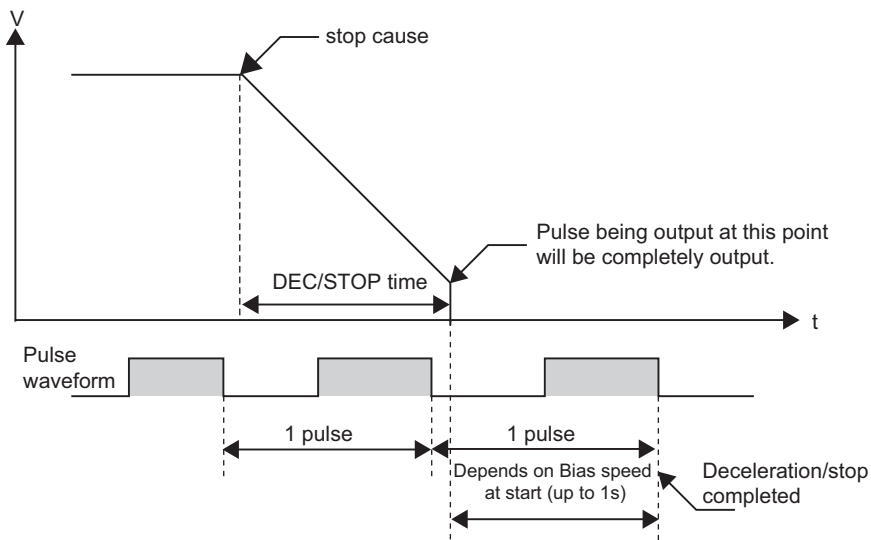 V
stop cause
Pulse being output at this point
will be completely output.
DEC/STOP time
t
Pulse
waveform
1 pulse
1 pulse
Depends on Bias speed
at start (up to 1s)
Deceleration/stop
completed